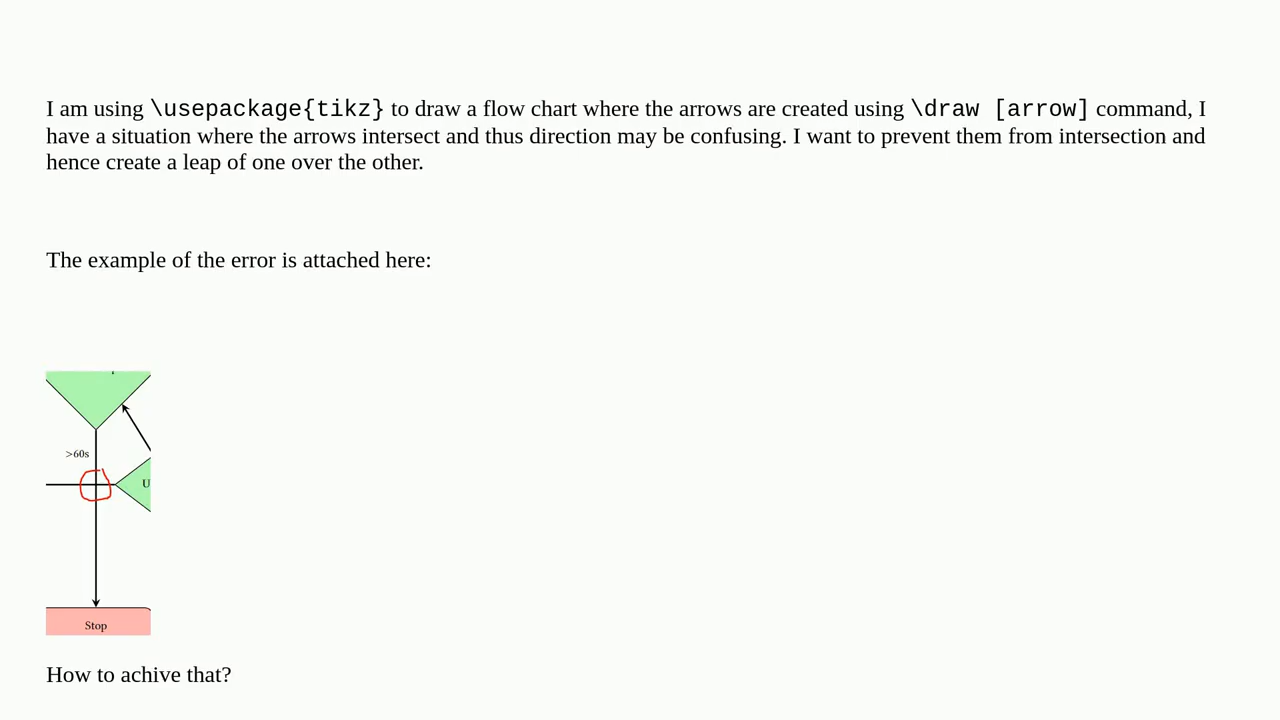 I am using \usepackage{tikz} to draw a flow chart where the arrows are created using \draw [arrow] command, I
have a situation where the arrows intersect and thus direction may be confusing. I want to prevent them from intersection and
hence create a leap of one over the other.
The example of the error is attached here:
>60s
U
Stop
How to achive that?